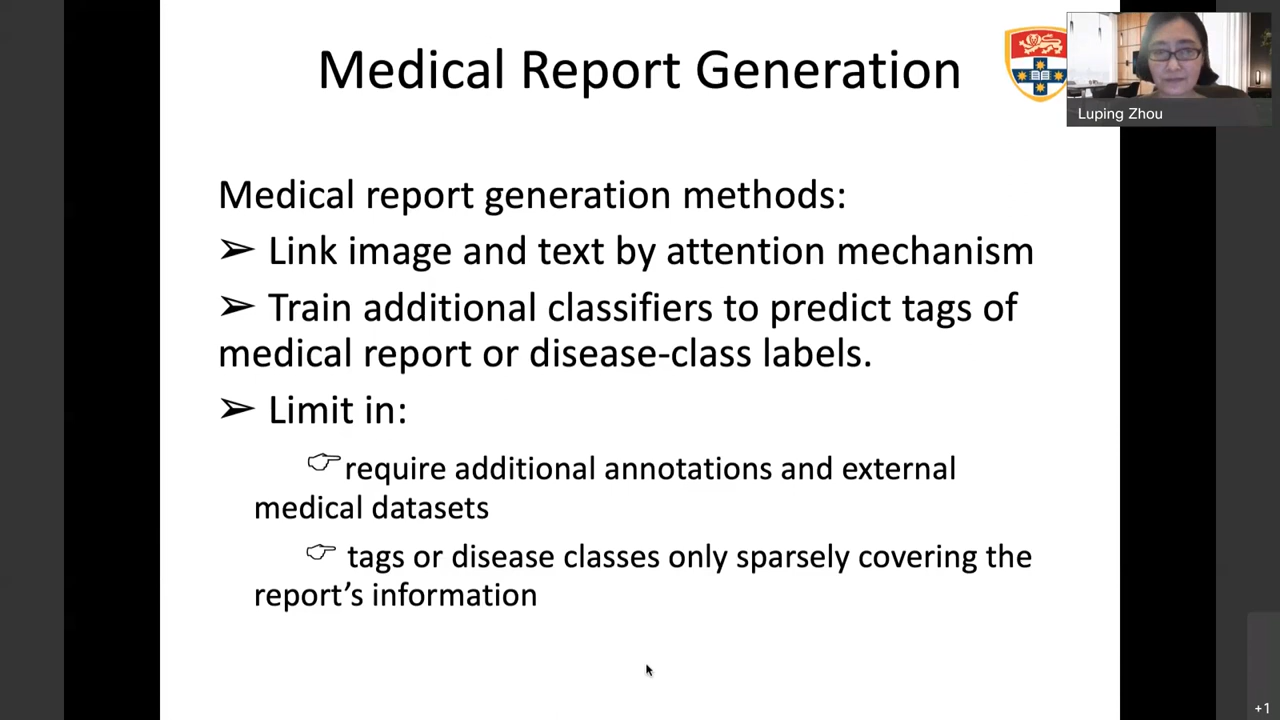 Medical Report Generation
Luping Zhou
Medical report generation methods:
➢ Link image and text by attention mechanism
➢ Train additional classifiers to predict tags of
medical report or disease-class labels.
➢ Limit in:
☞require additional annotations and external
medical datasets
☞ tags or disease classes only sparsely covering the
report’s information
+1